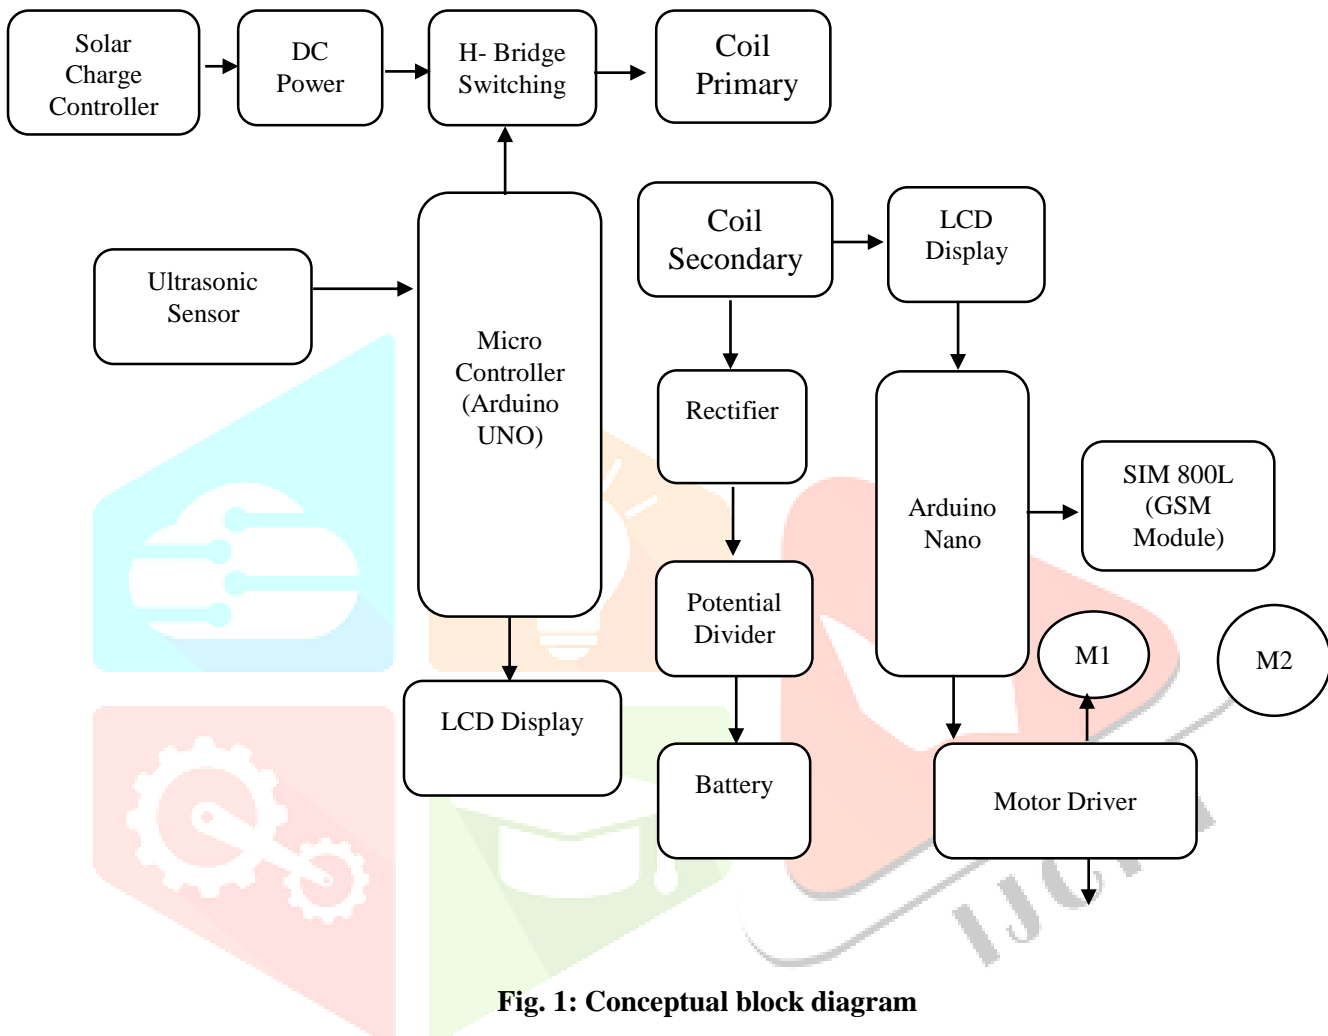 Solar
Charge
Controller
DC
Power
H- Bridge
Switching
Coil
Primary
Ultrasonic
Sensor
Micro
Controller
(Arduino
UNO)
LCD Display
Coil
Secondary
LCD
Display
Rectifier
Potential
Divider
Battery
Arduino
Nano
SIM 800L
(GSM
Module)
M1
M2
Motor Driver
Fig. 1: Conceptual block diagram